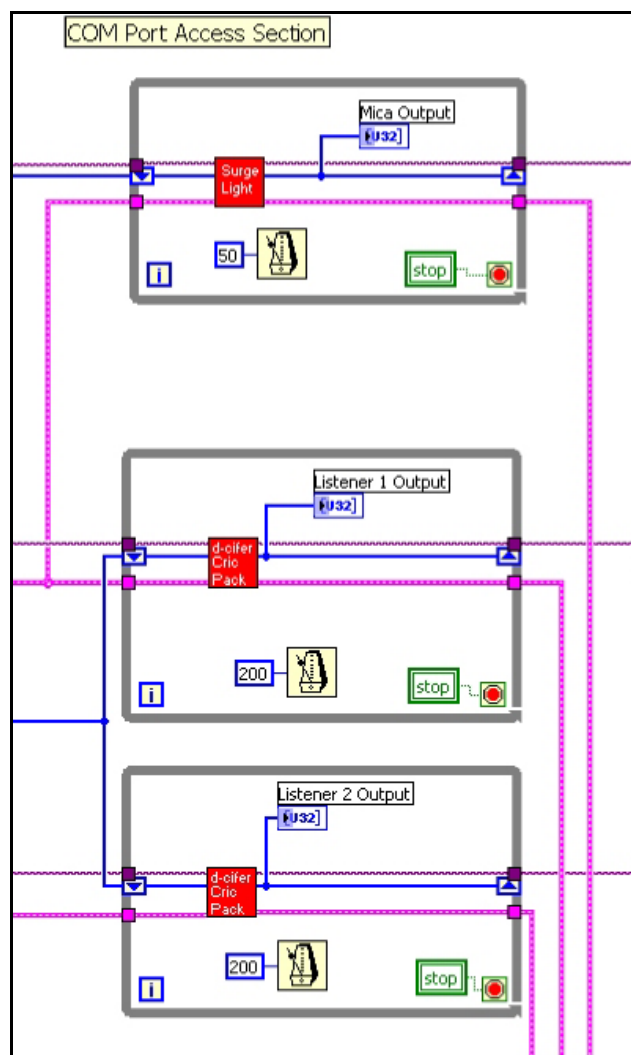 COM Port Access Section
Mica Output
[U32]
Surge
Light
50
i
stop
Listener 1 Output
[U32]
d-cifer
Cric
Pack
200
i
stop
Listener 2 Output
[U32]
d-cifer
Cric
Pack
200
i
stop